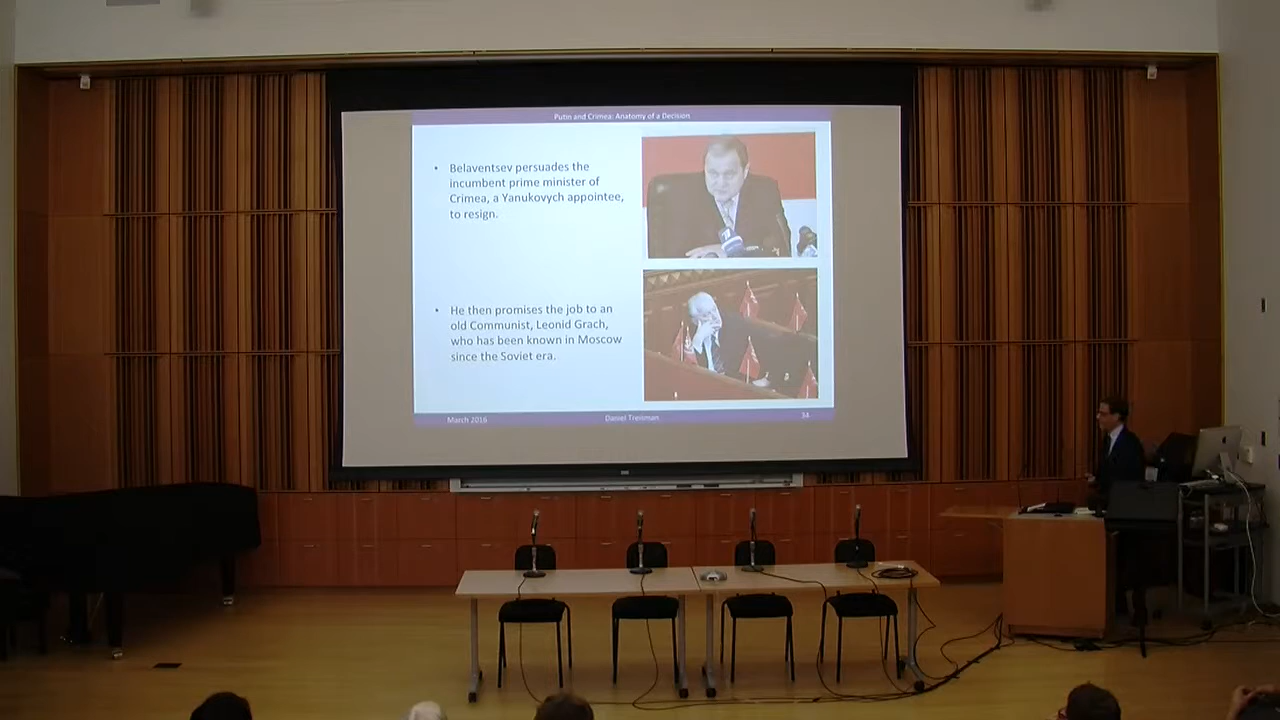 Putin and Crimea: Anatomy of a Decision
• Belaventsev persuades the
incumbent prime minister of
Crimea, a Yanukovych appointee,
to resign.
• He then promises the job to an
old Communist, Leonid Grach,
who has been known in Moscow
since the Soviet era.
March 2016
Daniel Treisman
34